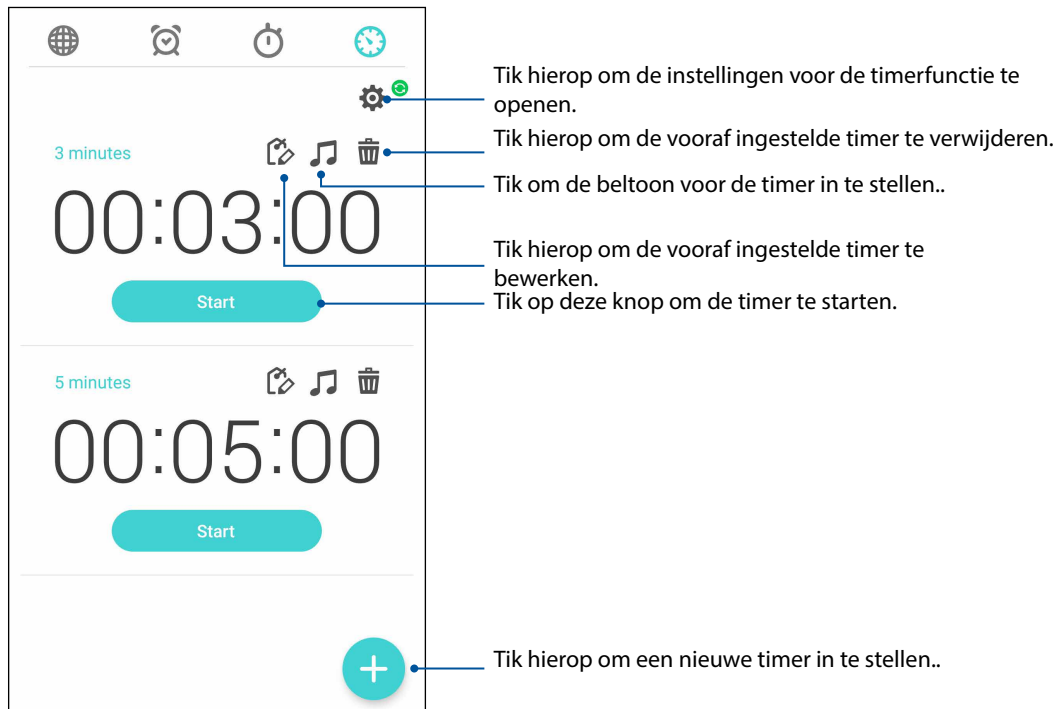 Tik hierop om de instellingen voor de timerfunctie te
openen.
3 minutes
Tik hierop om de vooraf ingestelde timer te verwijderen.
Tik om de beltoon voor de timer in te stellen..
00:03:00
Tik hierop om de vooraf ingestelde timer te
bewerken.
Start
Tik op deze knop om de timer te starten.
5 minutes
00:05:00
Start
Tik hierop om een nieuwe timer in te stellen..